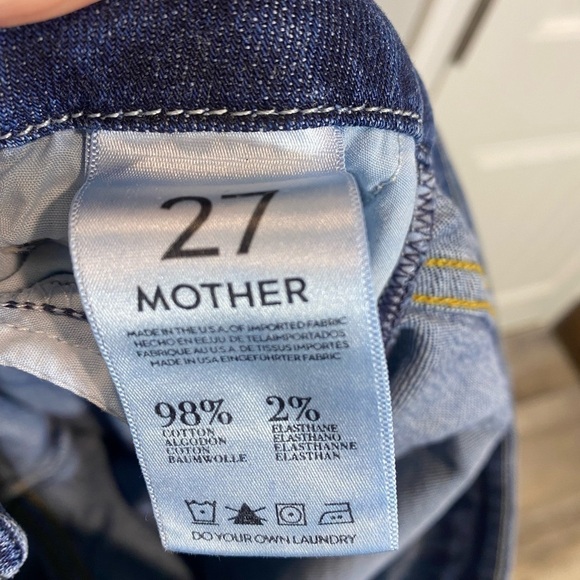 27
MOTHER
MADE IN THE U.S.A. OF IMPORTED FABRIC
HECHO EN EE.UU DE TELA IMPORTADOS
FABRIQUE AU U.S.A. DE TISSUS IMPORTÉS
MADE IN USA EINGEFÜHRTER FABRIC
98% 2%
COTTON ELASTHANE
ALGODON ELASTHANO
COTON ELASTHANNE
BAUMWOLLE ELASTHAN
DO YOUR OWN LAUNDRY